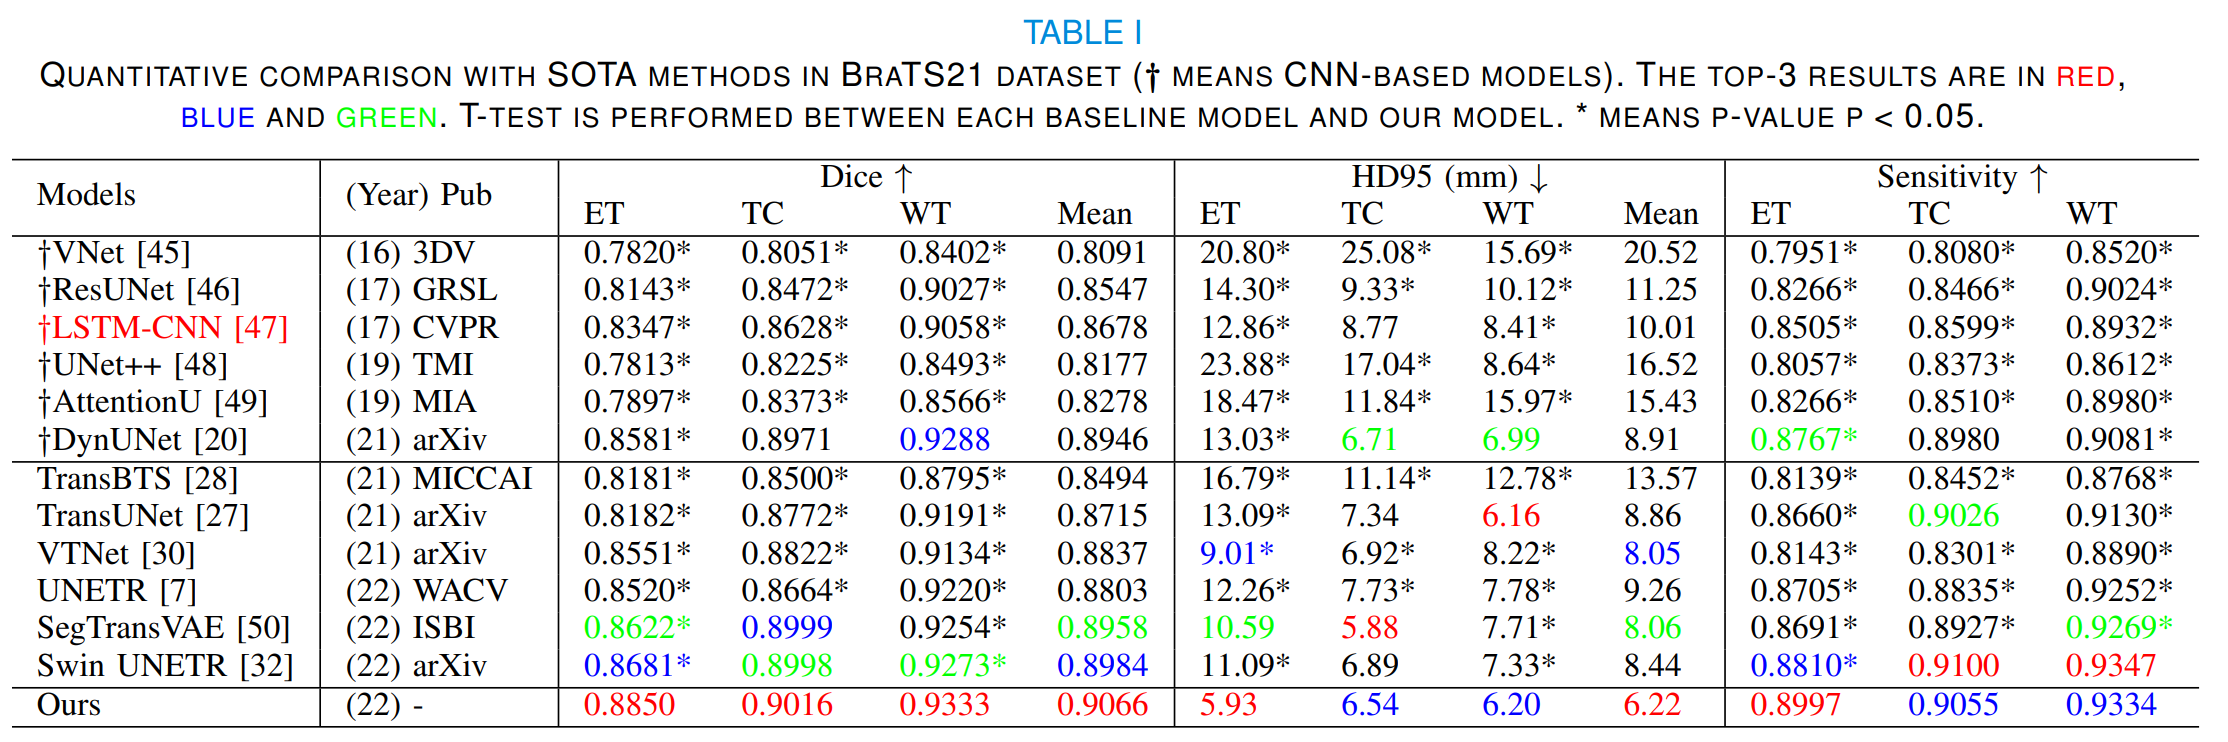 TABLE I
QUANTITATIVE COMPARISON WITH SOTA METHODS IN BRATS21 DATASET († MEANS CNN-BASED MODELS). THE TOP-3 RESULTS ARE IN RED,
BLUE AND GREEN. T-TEST IS PERFORMED BETWEEN EACH BASELINE MODEL AND OUR MODEL. * MEANS P-VALUE P < 0.05.
Models (Year) Pub Dice ↑ HD95 (mm) ↓ Sensitivity ↑
ET TC WT Mean ET TC WT Mean ET TC WT
†VNet [45] (16) 3DV 0.7820* 0.8051* 0.8402* 0.8091 20.80* 25.08* 15.69* 20.52 0.7951* 0.8080* 0.8520*
†ResUNet [46] (17) GRSL 0.8143* 0.8472* 0.9027* 0.8547 14.30* 9.33* 10.12* 11.25 0.8266* 0.8466* 0.9024*
†LSTM-CNN [47] (17) CVPR 0.8347* 0.8628* 0.9058* 0.8678 12.86* 8.77 8.41* 10.01 0.8505* 0.8599* 0.8932*
†UNet++ [48] (19) TMI 0.7813* 0.8225* 0.8493* 0.8177 23.88* 17.04* 8.64* 16.52 0.8057* 0.8373* 0.8612*
†AttentionU [49] (19) MIA 0.7897* 0.8373* 0.8566* 0.8278 18.47* 11.84* 15.97* 15.43 0.8266* 0.8510* 0.8980*
†DynUNet [20] (21) arXiv 0.8581* 0.8971 0.9288 0.8946 13.03* 6.71 6.99 8.91 0.8767* 0.8980 0.9081*
TransBTS [28] (21) MICCAI 0.8181* 0.8500* 0.8795* 0.8494 16.79* 11.14* 12.78* 13.57 0.8139* 0.8452* 0.8768*
TransUNet [27] (21) arXiv 0.8182* 0.8772* 0.9191* 0.8715 13.09* 7.34 6.16 8.86 0.8660* 0.9026 0.9130*
VTNet [30] (21) arXiv 0.8551* 0.8822* 0.9134* 0.8837 9.01* 6.92* 8.22* 8.05 0.8143* 0.8301* 0.8890*
UNETR [7] (22) WACV 0.8520* 0.8664* 0.9220* 0.8803 12.26* 7.73* 7.78* 9.26 0.8705* 0.8835* 0.9252*
SegTransVAE [50] (22) ISBI 0.8622* 0.8999 0.9254* 0.8958 10.59 5.88 7.71* 8.06 0.8691* 0.8927* 0.9269*
Swin UNETR [32] (22) arXiv 0.8681* 0.8998 0.9273* 0.8984 11.09* 6.89 7.33* 8.44 0.8810* 0.9100 0.9347
Ours (22) - 0.8850 0.9016 0.9333 0.9066 5.93 6.54 6.20 6.22 0.8997 0.9055 0.9334